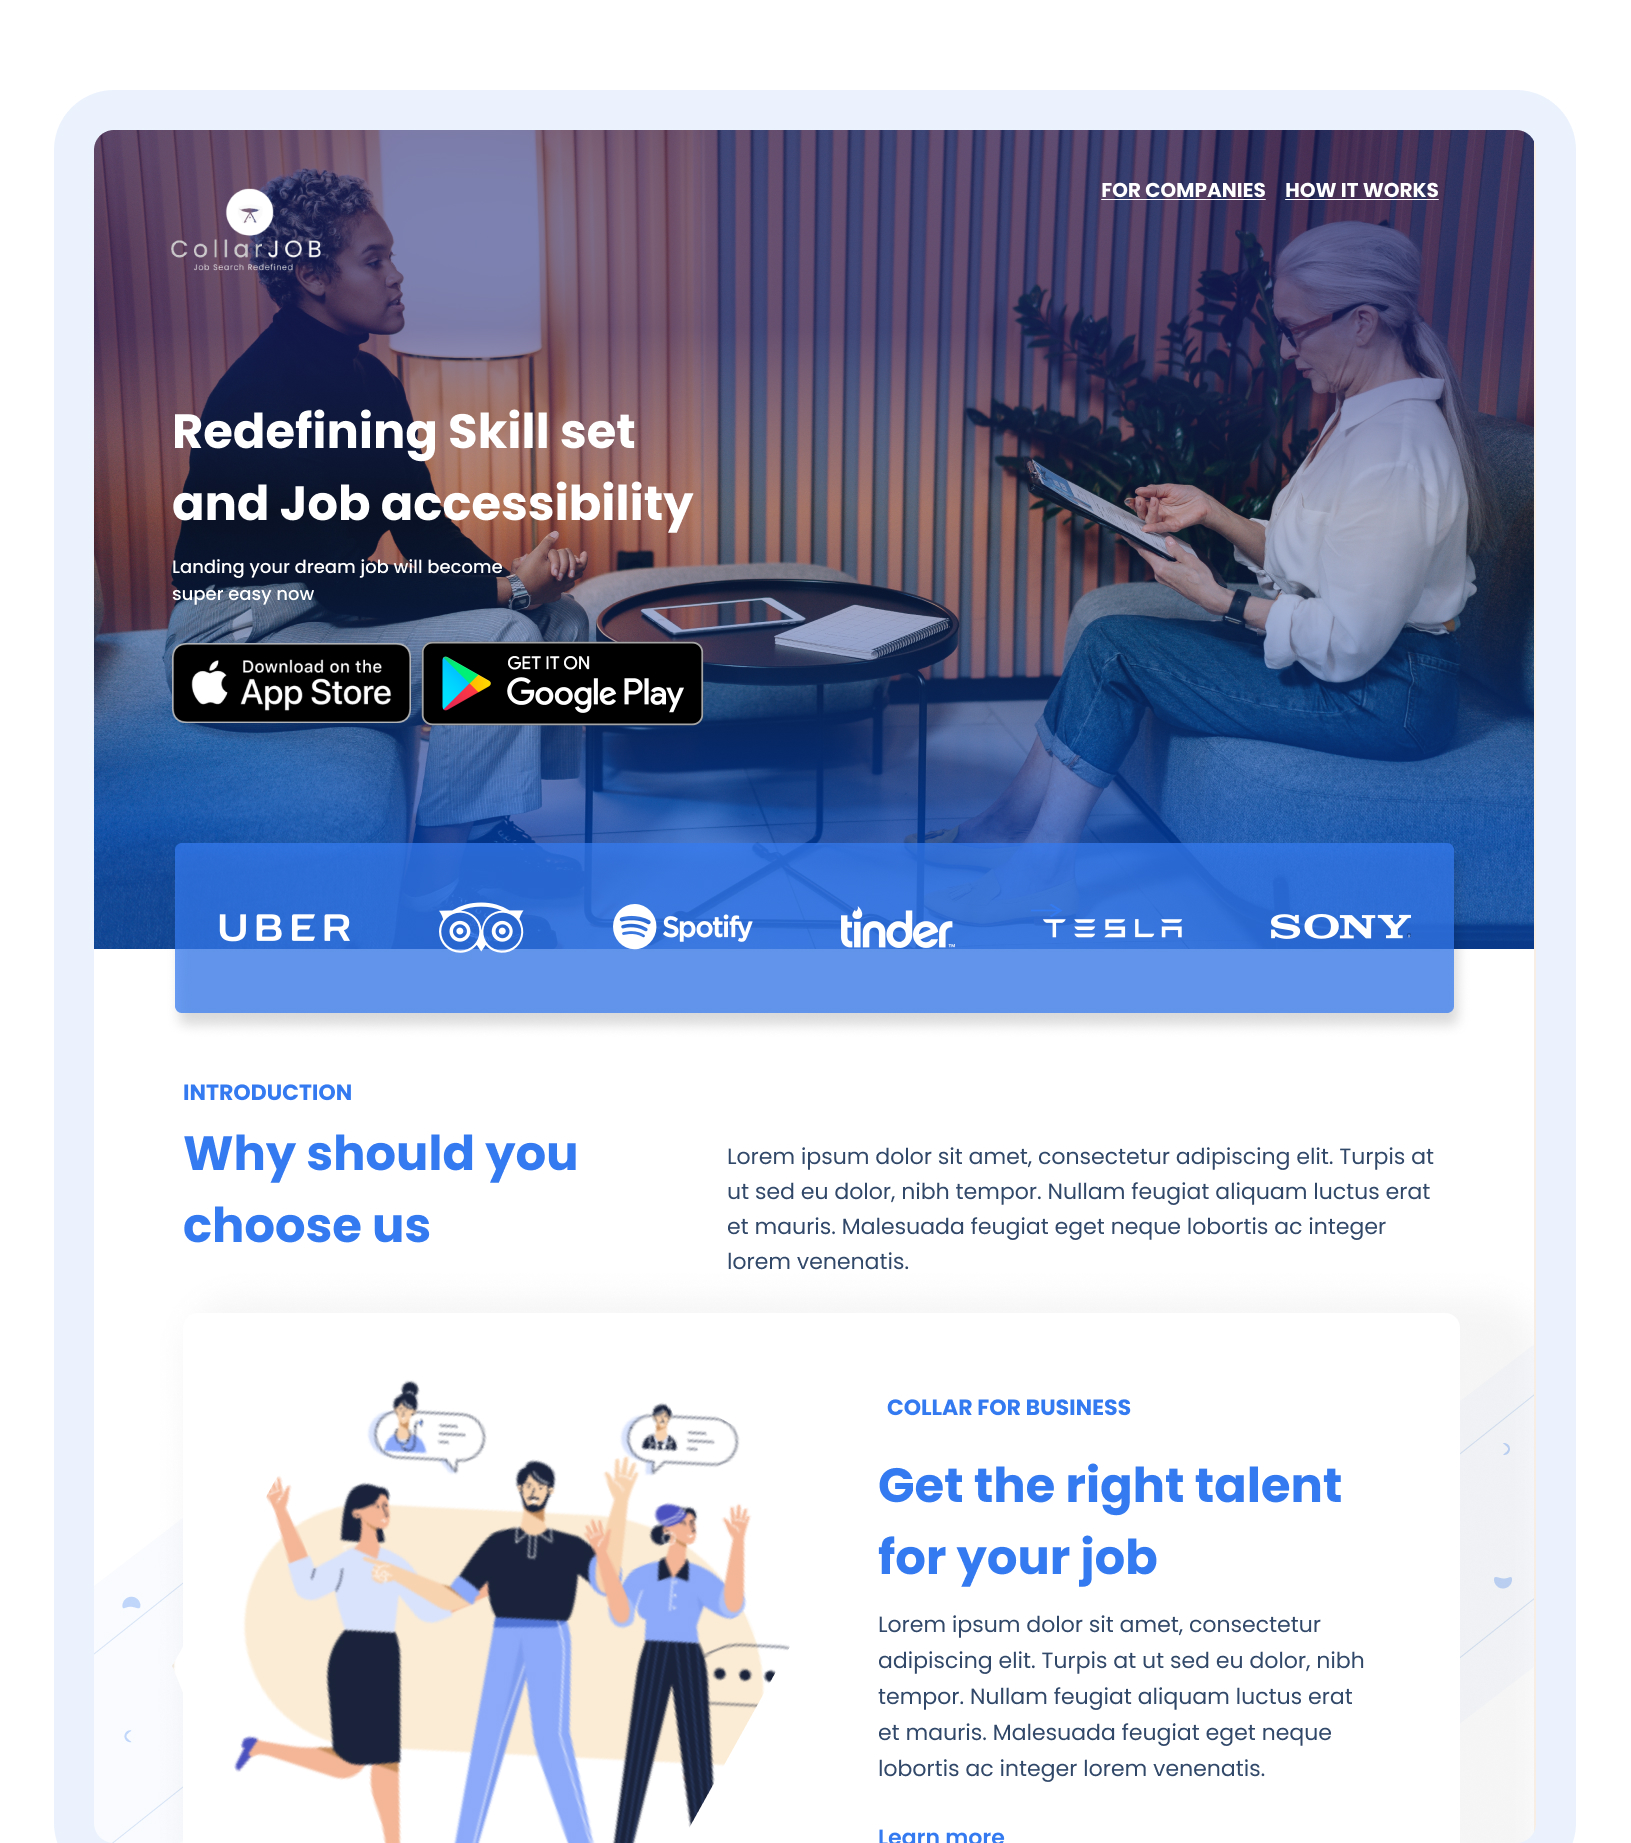 FOR COMPANIES HOW IT WORKS
CollarJOB
Job Search Redefined
Redefining Skill set
and Job accessibility
Landing your dream job will become
super easy now
Download on the
App Store
GET IT ON
Google Play
UBER
Spotify
tinder™
TESLA
SONY
INTRODUCTION
Why should you
choose us
Lorem ipsum dolor sit amet, consectetur adipiscing elit. Turpis at
ut sed eu dolor, nibh tempor. Nullam feugiat aliquam luctus erat
et mauris. Malesuada feugiat eget neque lobortis ac integer
lorem venenatis.
COLLAR FOR BUSINESS
Get the right talent
for your job
Lorem ipsum dolor sit amet, consectetur
adipiscing elit. Turpis at ut sed eu dolor, nibh
tempor. Nullam feugiat aliquam luctus erat
et mauris. Malesuada feugiat eget neque
lobortis ac integer lorem venenatis.
Learn more